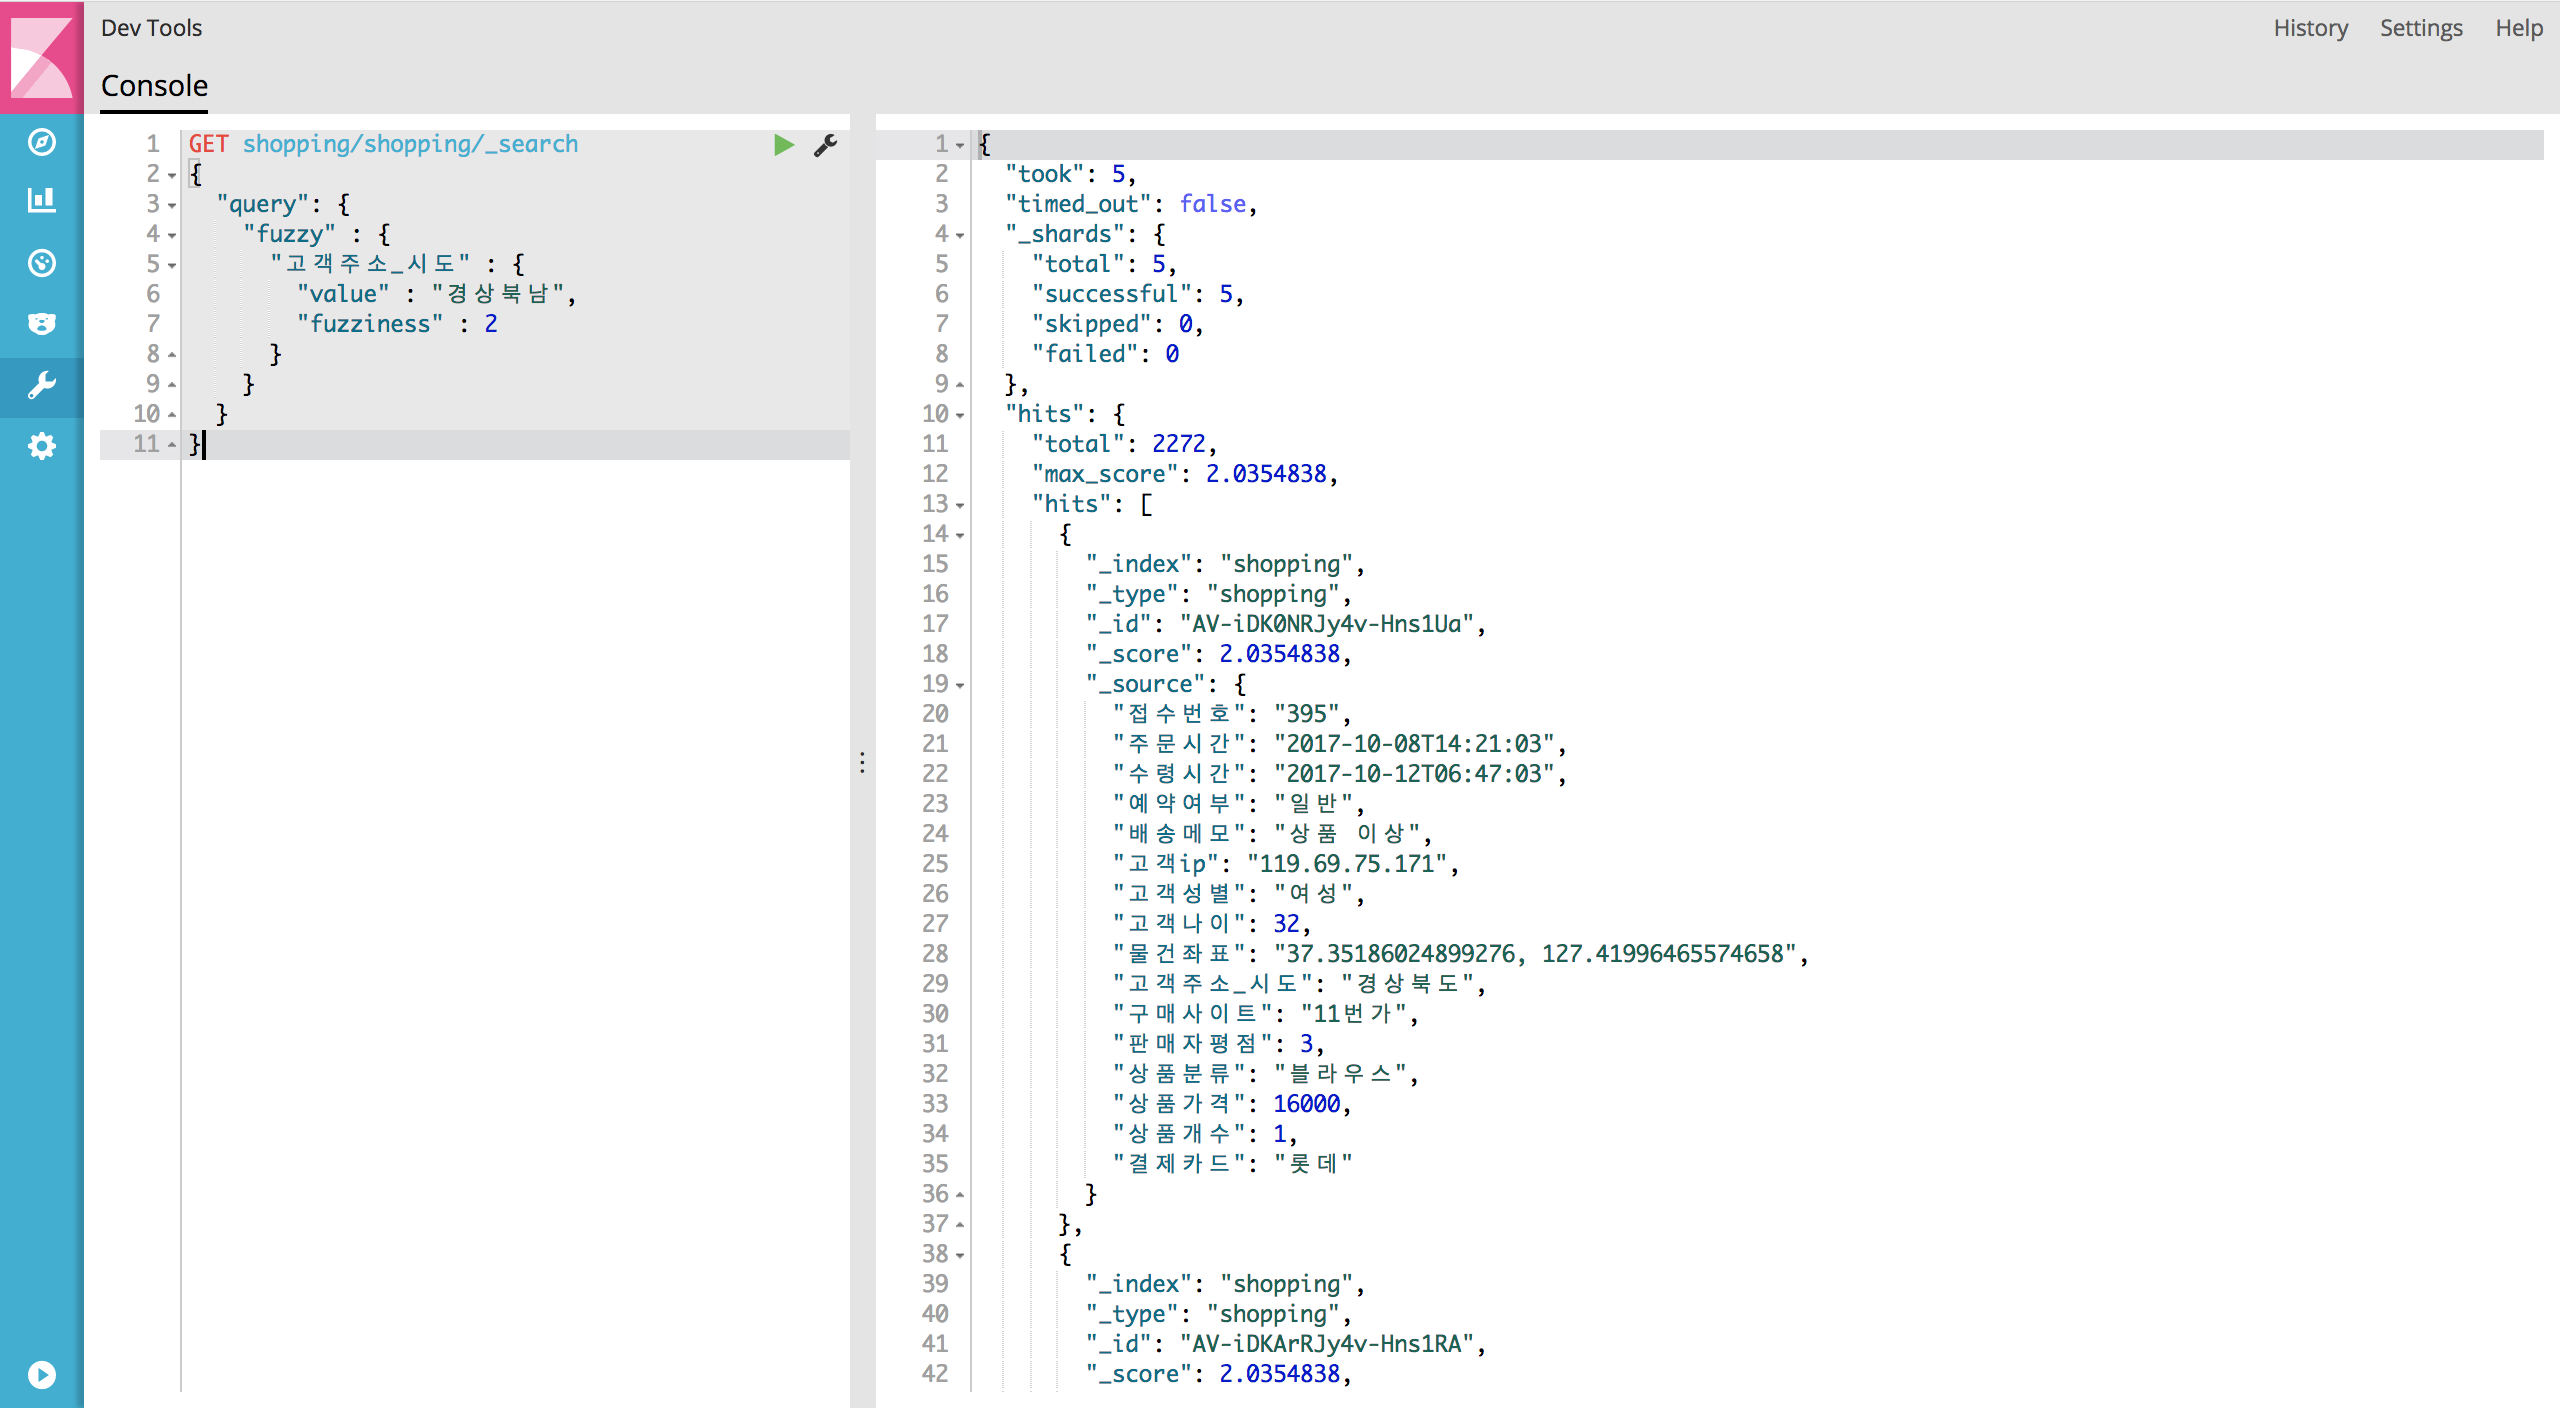 Dev Tools
History Settings Help
Console
1 GET shopping/shopping/_search
2 {
3 "query": {
4 "fuzzy" : {
5 "고객주소_시도" : {
6 "value" : "경상북남",
7 "fuzziness" : 2
8 }
9 }
10 }
11 }
1 {
2 "took": 5,
3 "timed_out": false,
4 "_shards": {
5 "total": 5,
6 "successful": 5,
7 "skipped": 0,
8 "failed": 0
9 },
10 "hits": {
11 "total": 2272,
12 "max_score": 2.0354838,
13 "hits": [
14 {
15 "_index": "shopping",
16 "_type": "shopping",
17 "_id": "AV-iDK0NRJy4v-Hns1Ua",
18 "_score": 2.0354838,
19 "_source": {
20 "접수번호": "395",
21 "주문시간": "2017-10-08T14:21:03",
22 "수령시간": "2017-10-12T06:47:03",
23 "예약여부": "일반",
24 "배송메모": "상품 이상",
25 "고객ip": "119.69.75.171",
26 "고객성별": "여성",
27 "고객나이": 32,
28 "물건좌표": "37.35186024899276, 127.41996465574658",
29 "고객주소_시도": "경상북도",
30 "구매사이트": "11번가",
31 "판매자평점": 3,
32 "상품분류": "블라우스",
33 "상품가격": 16000,
34 "상품개수": 1,
35 "결제카드": "롯데"
36 }
37 },
38 {
39 "_index": "shopping",
40 "_type": "shopping",
41 "_id": "AV-iDKArRJy4v-Hns1RA",
42 "_score": 2.0354838,